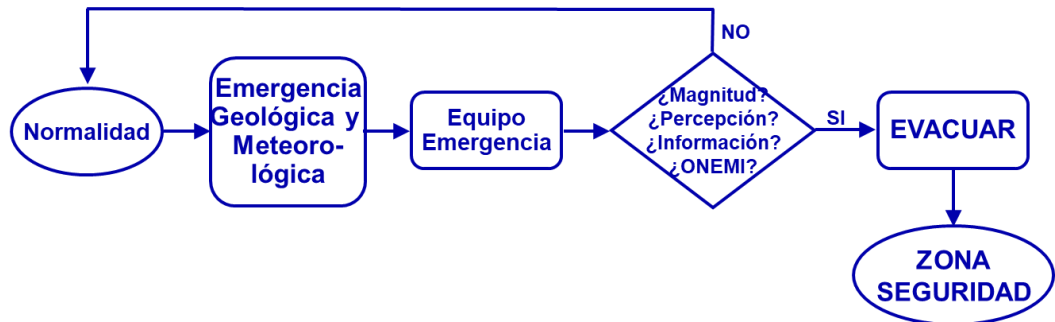 NO
Normalidad
Emergencia
Geológica y
Meteoro-
lógica
Equipo
Emergencia
¿Magnitud?
¿Percepción?
¿Información?
¿ONEMI?
SI
EVACUAR
ZONA
SEGURIDAD